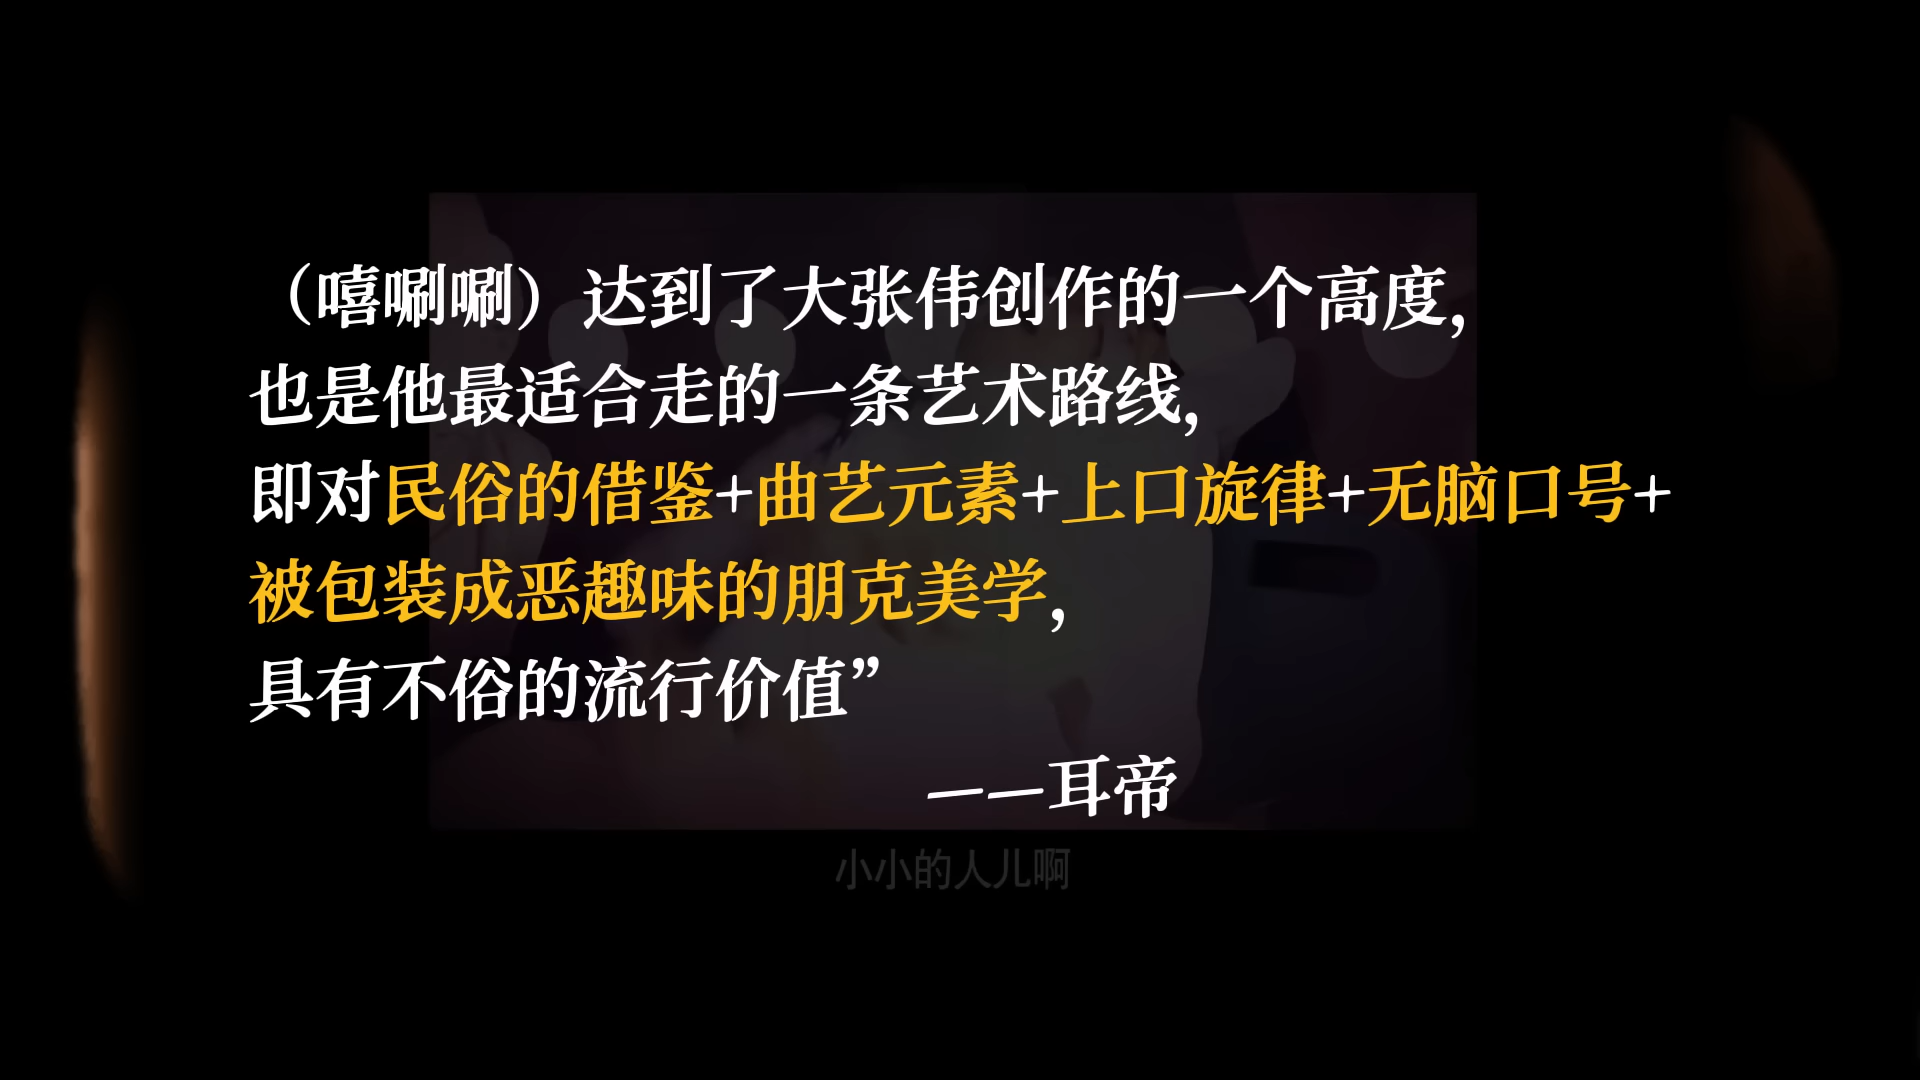 （嘻唰唰）达到了大张伟创作的一个高度,
也是他最适合走的一条艺术路线,
即对民俗的借鉴+曲艺元素+上口旋律+无脑口号+
被包装成恶趣味的朋克美学,
具有不俗的流行价值”
——耳帝
小小的人儿啊